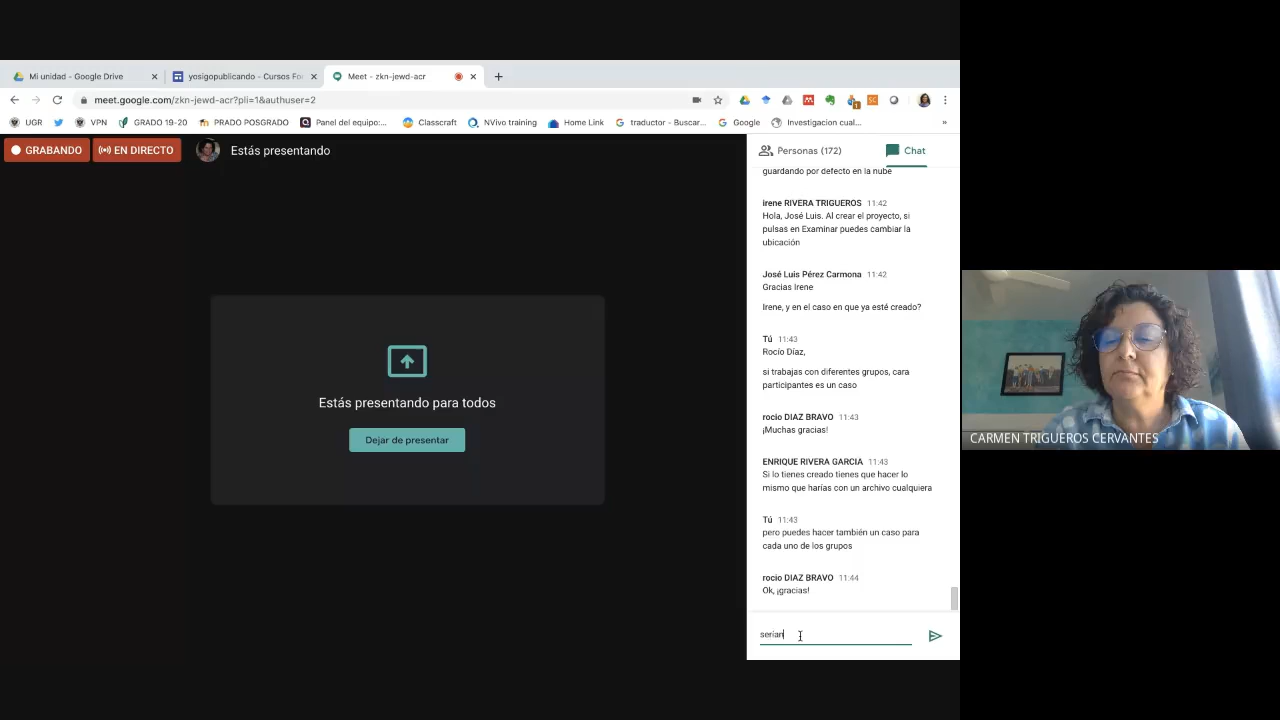 Mi unidad - Google Drive
yosigopublicando - Cursos For
Meet - zkn-jewd-acr
meet.google.com/zkn-jewd-acr?pli=1&authuser=2
UGR
VPN
GRADO 19-20
PRADO POSGRADO
Panel del equipo:...
Classcraft
NVivo training
Home Link
traductor - Buscar...
Google
Investigacion cual...
»
GRABANDO
EN DIRECTO
Estás presentando
Personas (172)
Chat
guardando por defecto en la nube
irene RIVERA TRIGUEROS 11:42
Hola, José Luis. Al crear el proyecto, si
pulsas en Examinar puedes cambiar la
ubicación
José Luis Pérez Carmona 11:42
Gracias Irene
Irene, y en el caso en que ya esté creado?
Tú 11:43
Rocío Díaz,
si trabajas con diferentes grupos, cara
participantes es un caso
rocio DIAZ BRAVO 11:43
¡Muchas gracias!
ENRIQUE RIVERA GARCIA 11:43
Si lo tienes creado tienes que hacer lo
mismo que harías con un archivo cualquiera
Tú 11:43
pero puedes hacer también un caso para
cada uno de los grupos
rocio DIAZ BRAVO 11:44
Ok, ¡gracias!
serian
Estás presentando para todos
Dejar de presentar
CARMEN TRIGUEROS CERVANTES